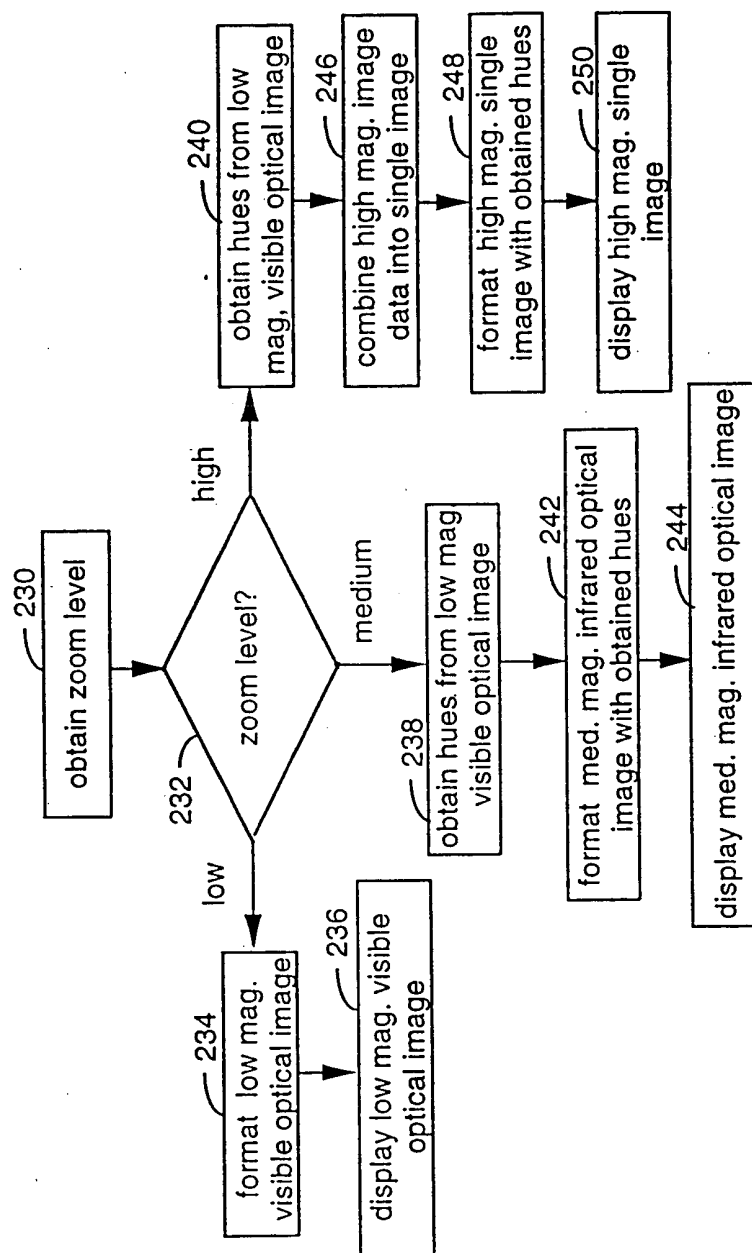 230
obtain zoom level
232
zoom level?
low
medium
high
234
format low mag.
visible optical image
236
display low mag. visible
optical image
238
obtain hues from low mag
visible optical image
242
format med. mag. infrared optical
image with obtained hues
244
display med. mag. infrared optical image
240
obtain hues from low
mag, visible optical image
246
combine high mag. image
data into single image
248
format high mag. single
image with obtained hues
250
display high mag. single
image